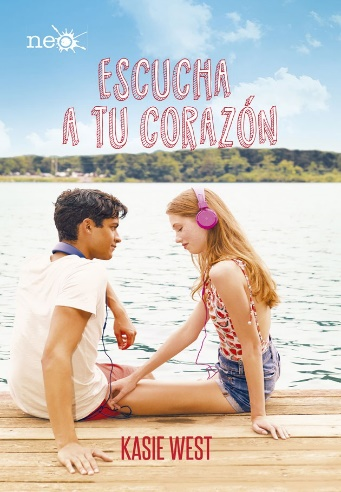 neo
ESCUCHA
A TU CORAZÓN
KASIE WEST